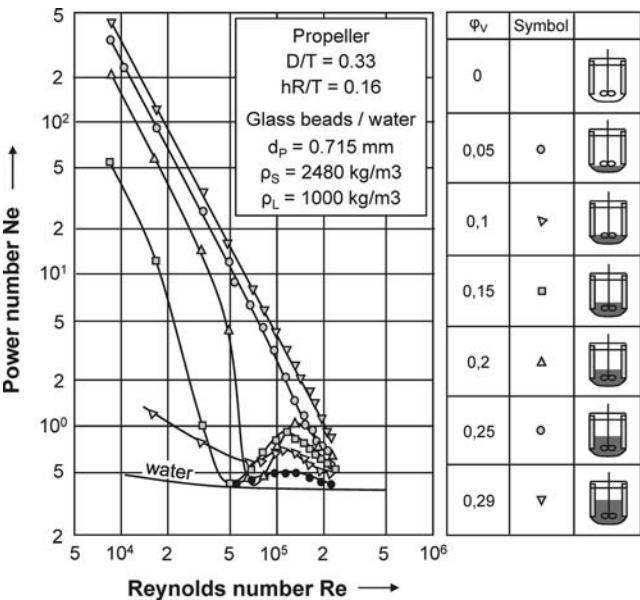 Propeller
D/T = 0.33
hR/T = 0.16
Glass beads / water
dₚ = 0.715 mm
ρS = 2480 kg/m3
ρL = 1000 kg/m3
Power number Ne
5
2
10²
5
2
10¹
5
2
10⁰
5
2
water
5 10⁴ 2 5 10⁵ 2 5 10⁶
Reynolds number Re
φV Symbol
0
0,05
0,1
0,15
0,2
0,25
0,29